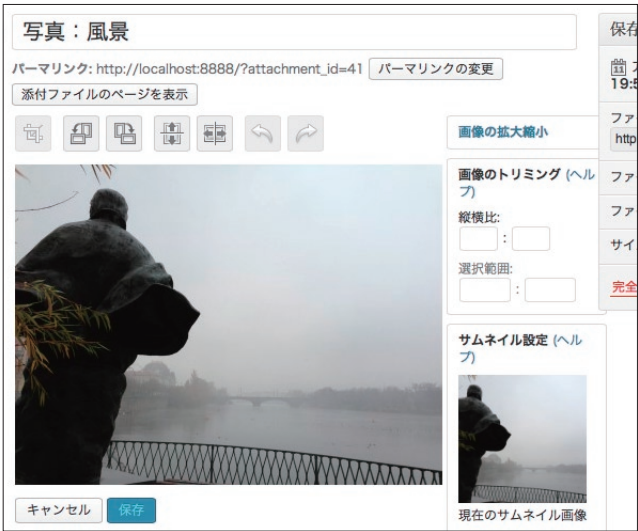 写真：風景
パーマリンク: http://localhost:8888/?attachment_id=41 パーマリンクの変更
添付ファイルのページを表示
画像の拡大縮小
画像のトリミング (ヘル
プ)
縦横比:
:
選択範囲:
:
サムネイル設定 (ヘル
プ)
現在のサムネイル画像
キャンセル 保存
保存
11
19:5
ファ
http
ファ
ファ
サイ
完全